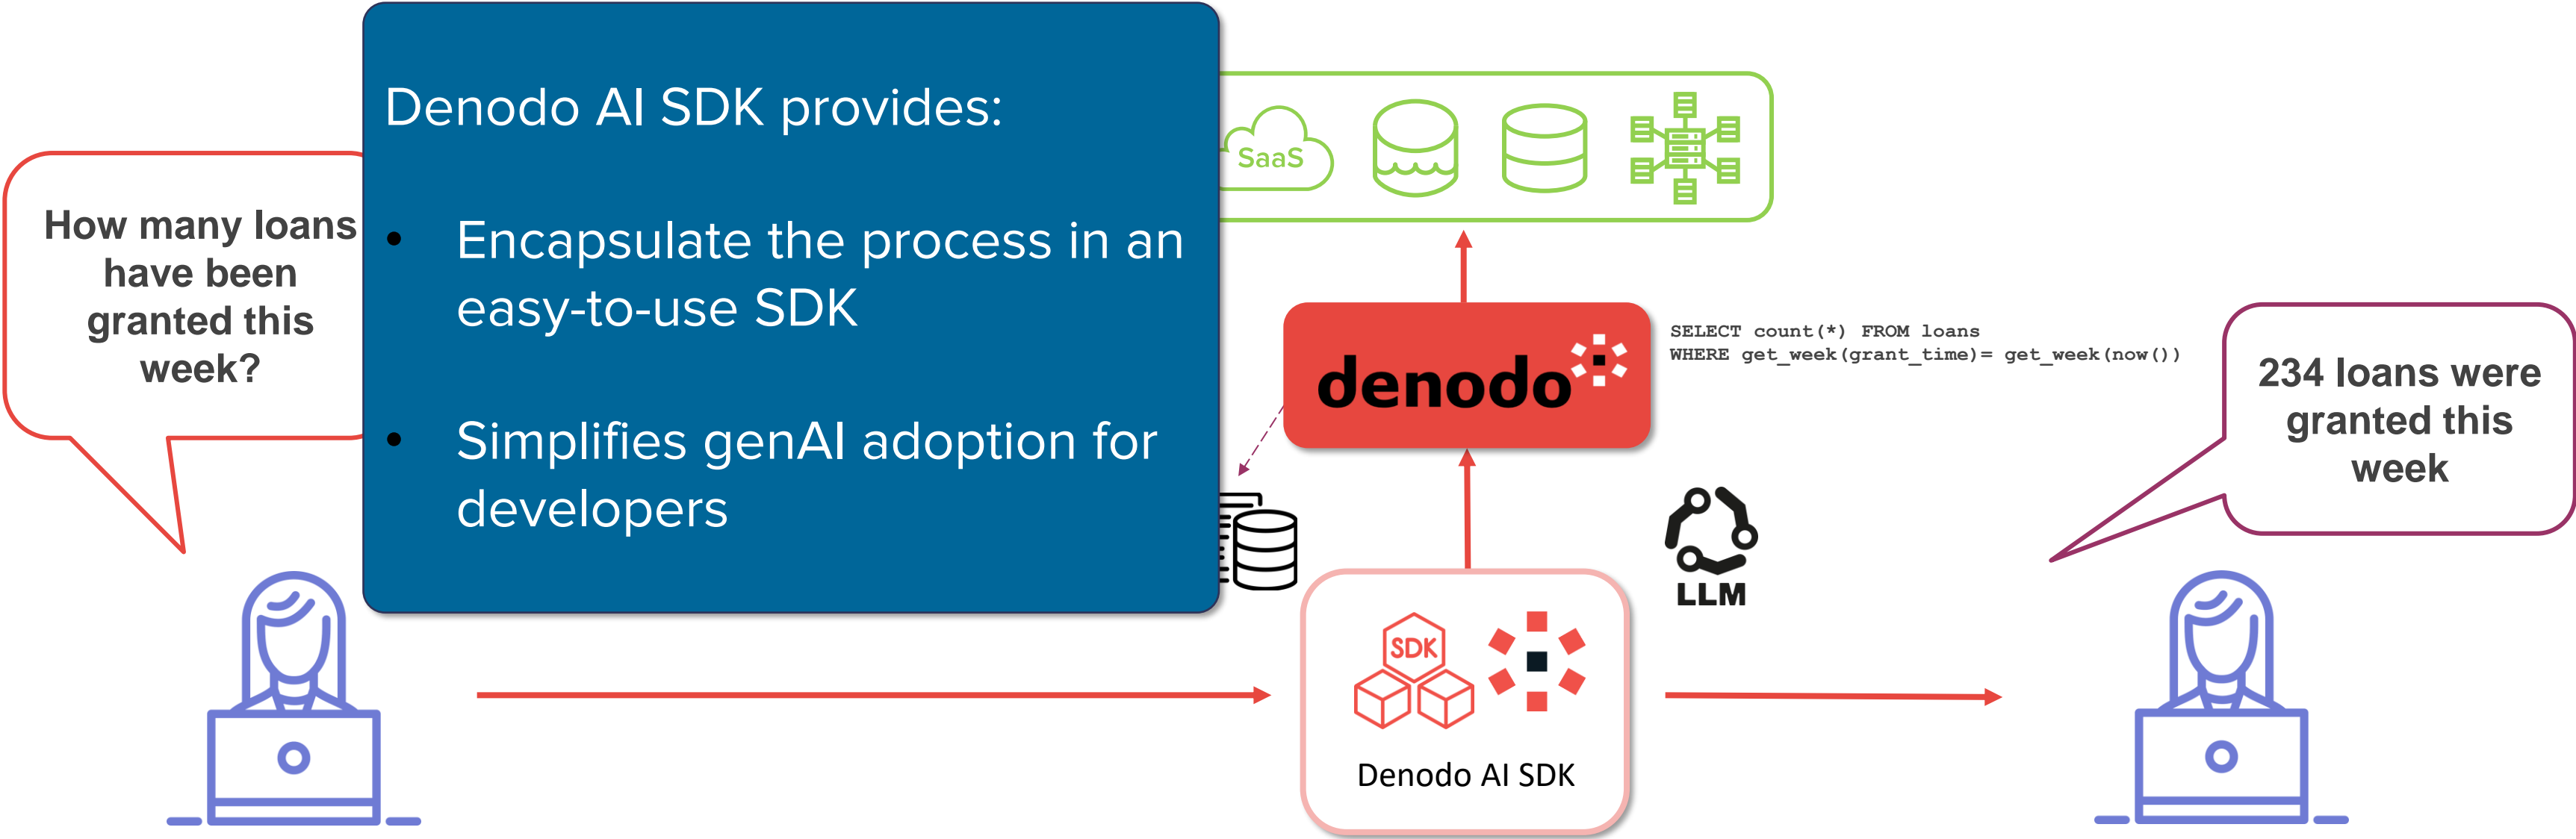 How many loans
have been
granted this
week?
Denodo AI SDK provides:
• Encapsulate the process in an
easy-to-use SDK
• Simplifies genAI adoption for
developers
SaaS
denodo
SELECT count(*) FROM loans
WHERE get_week(grant_time)= get_week(now())
LLM
SDK
Denodo AI SDK
234 loans were
granted this
week